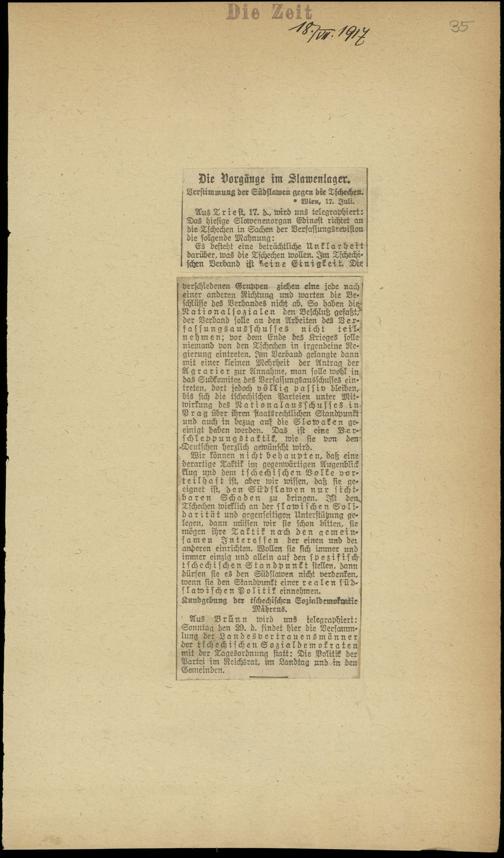 Die Zeit
18./VII. 1917
35
Die Vorgänge im Slawenlager.
Verstimmung der Südslawen gegen die Tschechen.
* Wien, 17. Juli.
Aus Triest, 17. d., wird uns telegraphiert:
Das hiesige Slowenenorgan Edinost richtet an
die Tschechen in Sachen der Verfassungsrevision
die folgende Mahnung:
Es besteht eine beträchtliche Unklarheit
darüber, was die Tschechen wollen. Im Tschechi-
schen Verband ist keine Einigkeit. Die
verschiedenen Gruppen ziehen eine jede nach
einer anderen Richtung und warten die Be-
schlüsse des Verbandes nicht ab. So haben die
Nationalsozialen den Beschluß gefaßt,
der Verband solle an den Arbeiten des Ver-
fassungsausschusses nicht teil-
nehmen; vor dem Ende des Krieges solle
niemand von den Tschechen in irgendeine Re-
gierung eintreten. Im Verband gelangte dann
mit einer kleinen Mehrheit der Antrag der
Agrarier zur Annahme, man solle wohl in
das Subkomitee des Verfassungsausschusses ein-
treten, dort jedoch völlig passiv bleiben,
bis sich die tschechischen Parteien unter Mit-
wirkung des Nationalausschusses in
Prag über ihren staatsrechtlichen Standpunkt
und auch in bezug auf die Slowaken ge-
einigt haben werden. Das ist eine Ver-
schleppungstaktik, wie sie von den
Deutschen herzlich gewünscht wird.
Wir können nicht behaupten, daß eine
derartige Taktik im gegenwärtigen Augenblick
klug und dem tschechischen Volke vor-
teilhaft ist, aber wir wissen, daß sie ge-
eignet ist, den Südslawen nur sicht-
baren Schaden zu bringen. Ist den
Tschechen wirklich an der slawischen Soli-
darität und gegenseitigen Unterstützung ge-
legen, dann müssen wir sie schon bitten, sie
mögen ihre Taktik nach den gemein-
samen Interessen der einen und der
anderen einrichten. Wollen sie sich immer und
immer einzig und allein auf den spezifisch
tschechischen Standpunkt stellen, dann
dürfen sie es den Südslawen nicht verdenken,
wenn sie den Standpunkt einer realen süd-
slawischen Politik einnehmen.
Kundgebung der tschechischen Sozialdemokratie
Mährens.
Aus Brünn wird uns telegraphiert:
Sonntag den 29. d. findet hier die Versamm-
lung der Landesvertrauensmänner
der tschechischen Sozialdemokraten
mit der Tagesordnung statt: Die Politik der
Partei im Reichsrat, im Landtag und in den
Gemeinden.